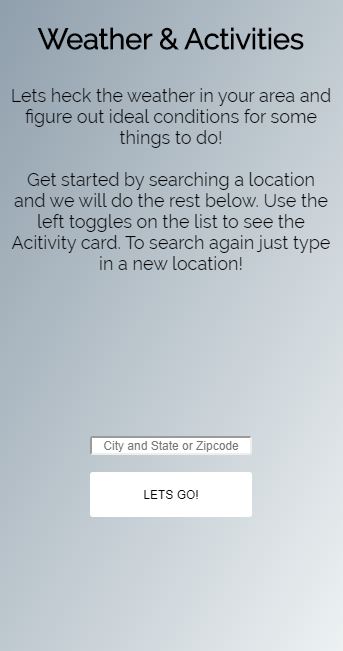 Weather & Activities
Lets heck the weather in your area and
figure out ideal conditions for some
things to do!
Get started by searching a location
and we will do the rest below. Use the
left toggles on the list to see the
Acitivity card. To search again just type
in a new location!
City and State or Zipcode
LETS GO!